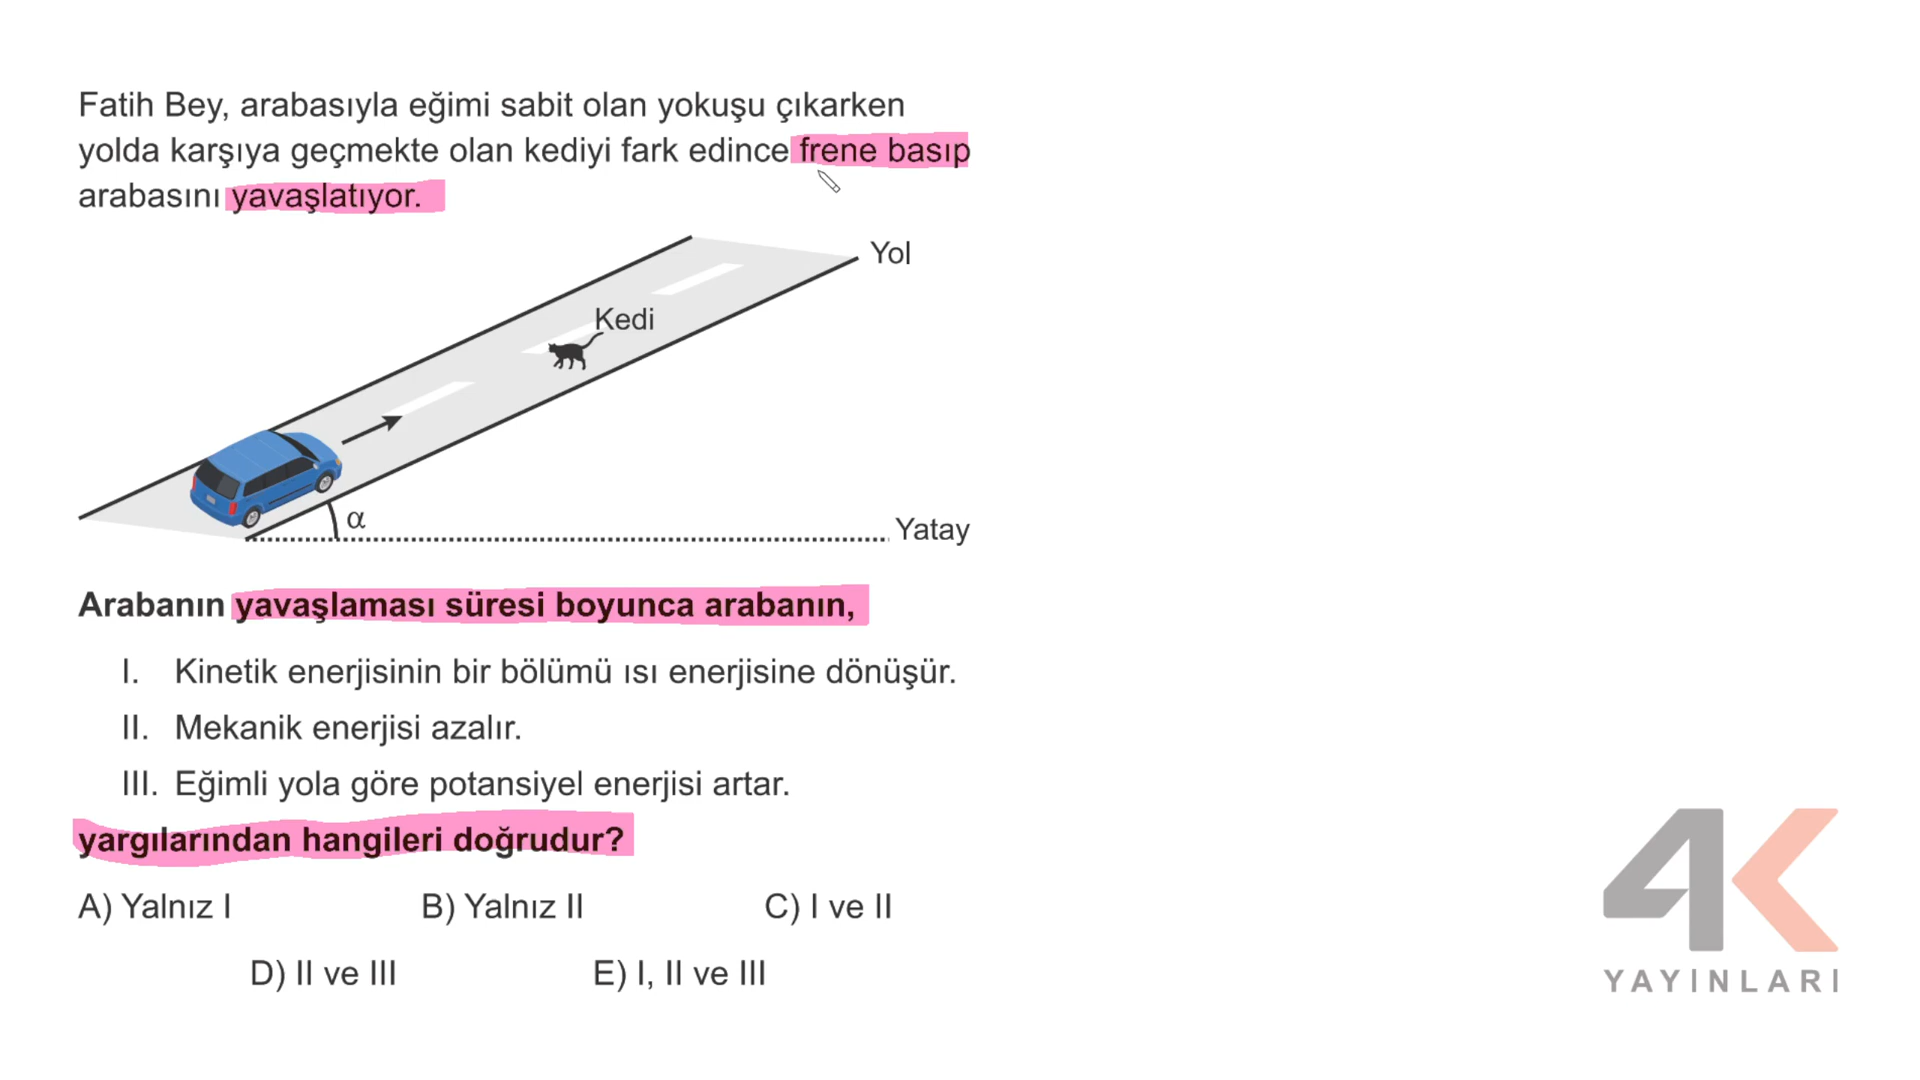 Fatih Bey, arabasıyla eğimi sabit olan yokuşu çıkarken
yolda karşıya geçmekte olan kediyi fark edince frene basıp
arabasını yavaşlatıyor.
Yol
Kedi
α
Yatay
Arabanın yavaşlaması süresi boyunca arabanın,
I. Kinetik enerjisinin bir bölümü ısı enerjisine dönüşür.
II. Mekanik enerjisi azalır.
III. Eğimli yola göre potansiyel enerjisi artar.
yargılarından hangileri doğrudur?
A) Yalnız I B) Yalnız II C) I ve II
D) II ve III E) I, II ve III
4K
YAYINLARI